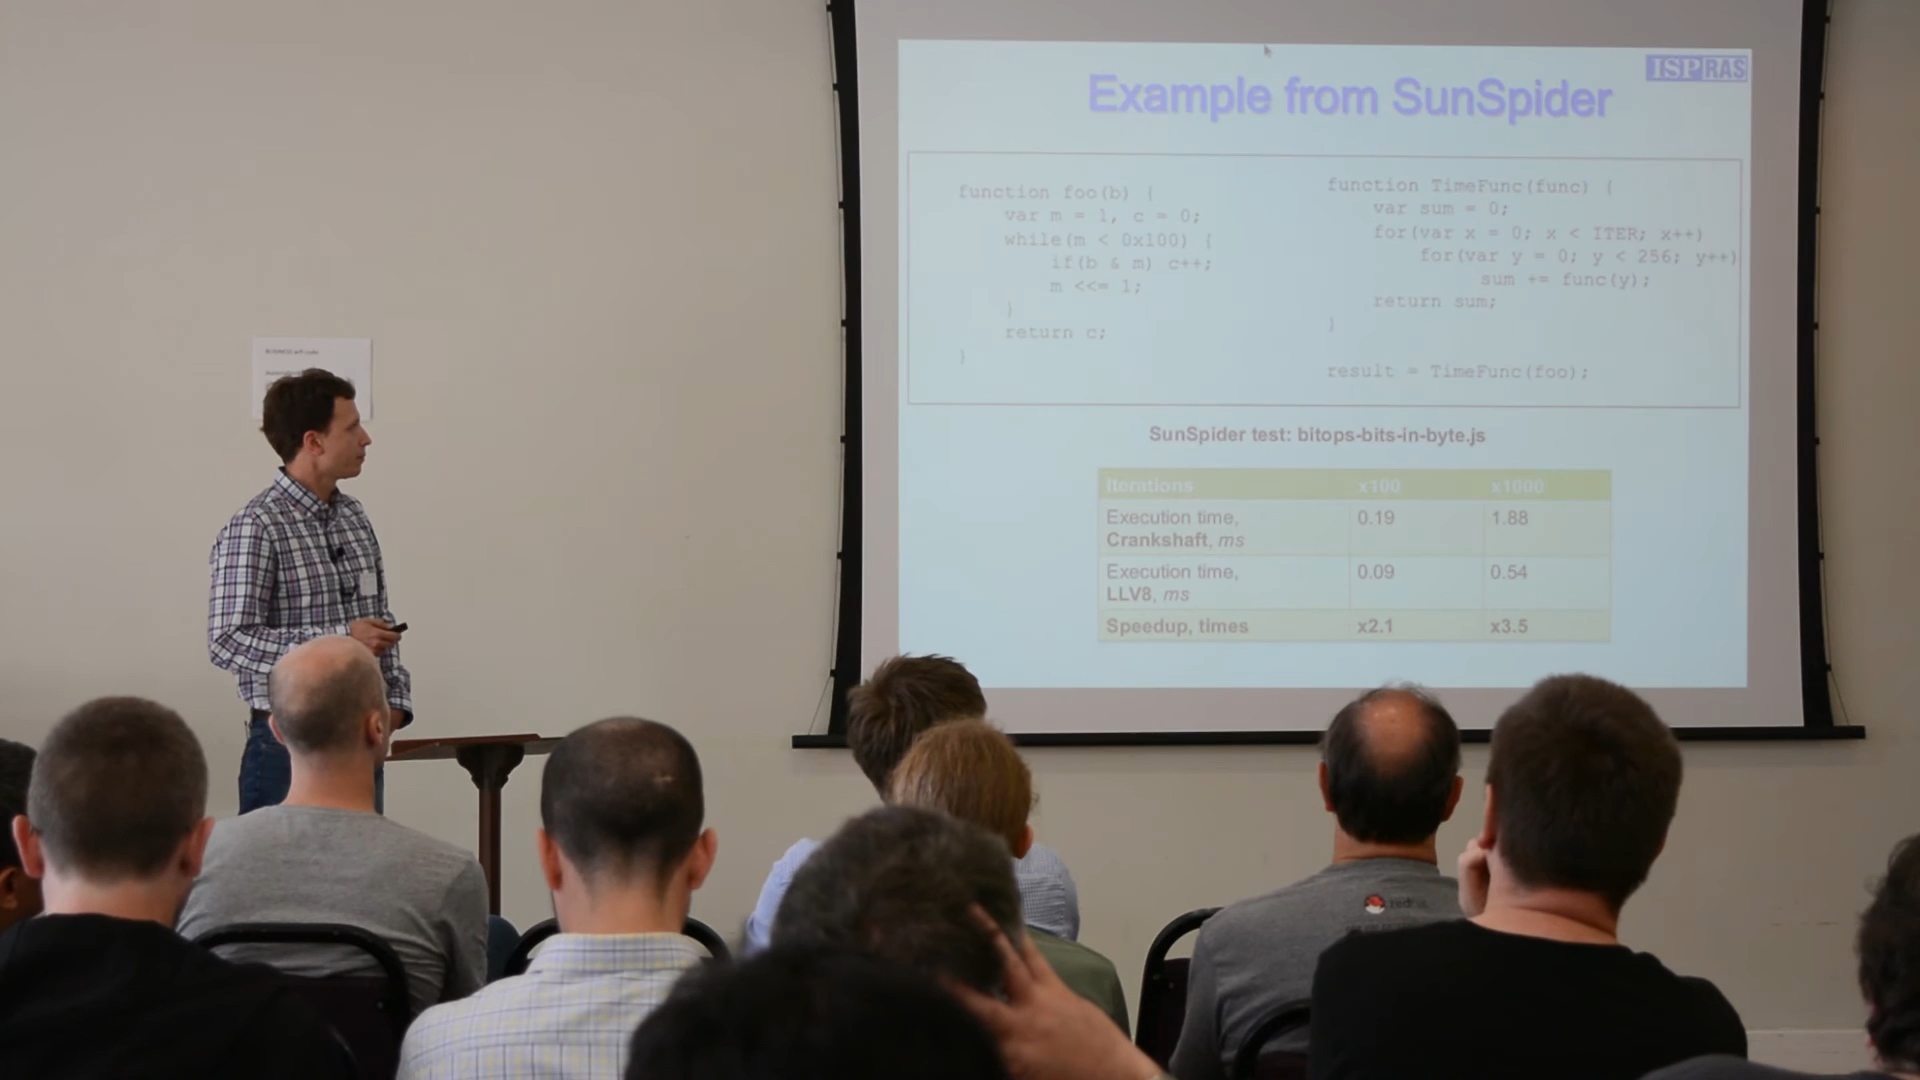 ISP RAS
Example from SunSpider
function foo(b) {
var m = 1, c = 0;
while(m < 0x100) {
if(b & m) c++;
m <<= 1;
}
return c;
}
function TimeFunc(func) {
var sum = 0;
for(var x = 0; x < ITER; x++)
for(var y = 0; y < 256; y++)
sum += func(y);
return sum;
}
result = TimeFunc(foo);
SunSpider test: bitops-bits-in-byte.js
Iterations x100 x1000
Execution time, 0.19 1.88
Crankshaft, ms
Execution time, 0.09 0.54
LLV8, ms
Speedup, times x2.1 x3.5
redhat